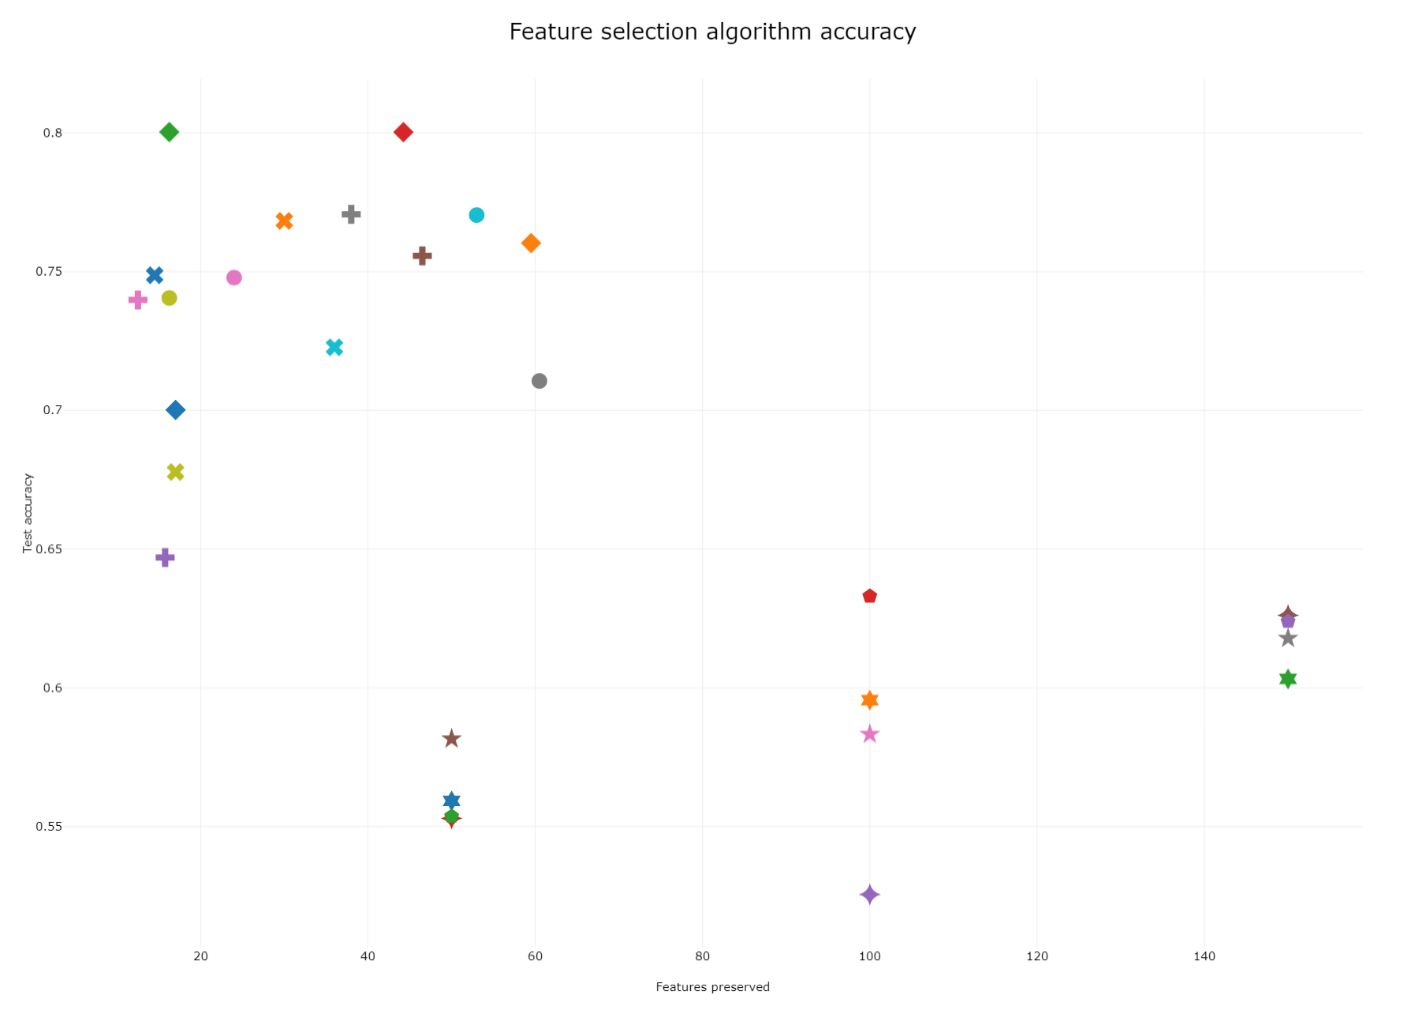 Feature selection algorithm accuracy
0.8
0.75
0.7
0.65
0.6
0.55
Test accuracy
20 40 60 80 100 120 140
Features preserved